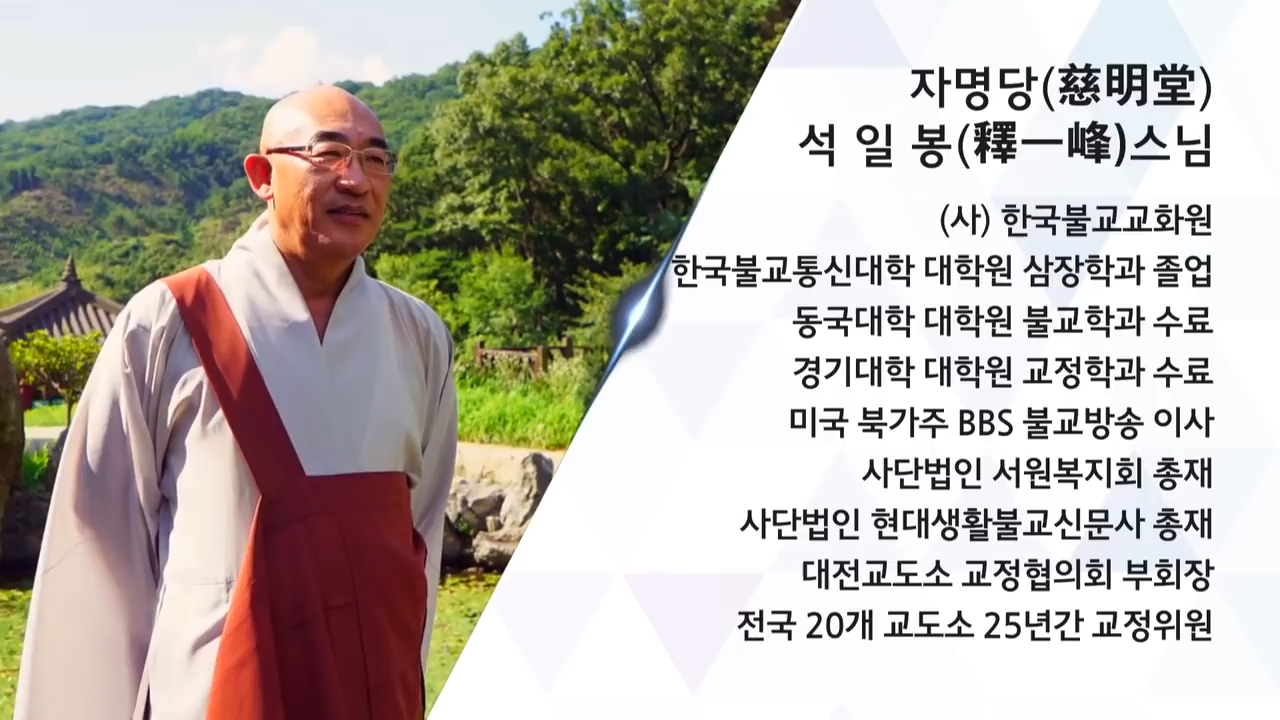 자명당(慈明堂)
석 일 봉(釋一峰)스님
(사) 한국불교교화원
한국불교통신대학 대학원 삼장학과 졸업
동국대학 대학원 불교학과 수료
경기대학 대학원 교정학과 수료
미국 북가주 BBS 불교방송 이사
사단법인 서원복지회 총재
사단법인 현대생활불교신문사 총재
대전교도소 교정협의회 부회장
전국 20개 교도소 25년간 교정위원